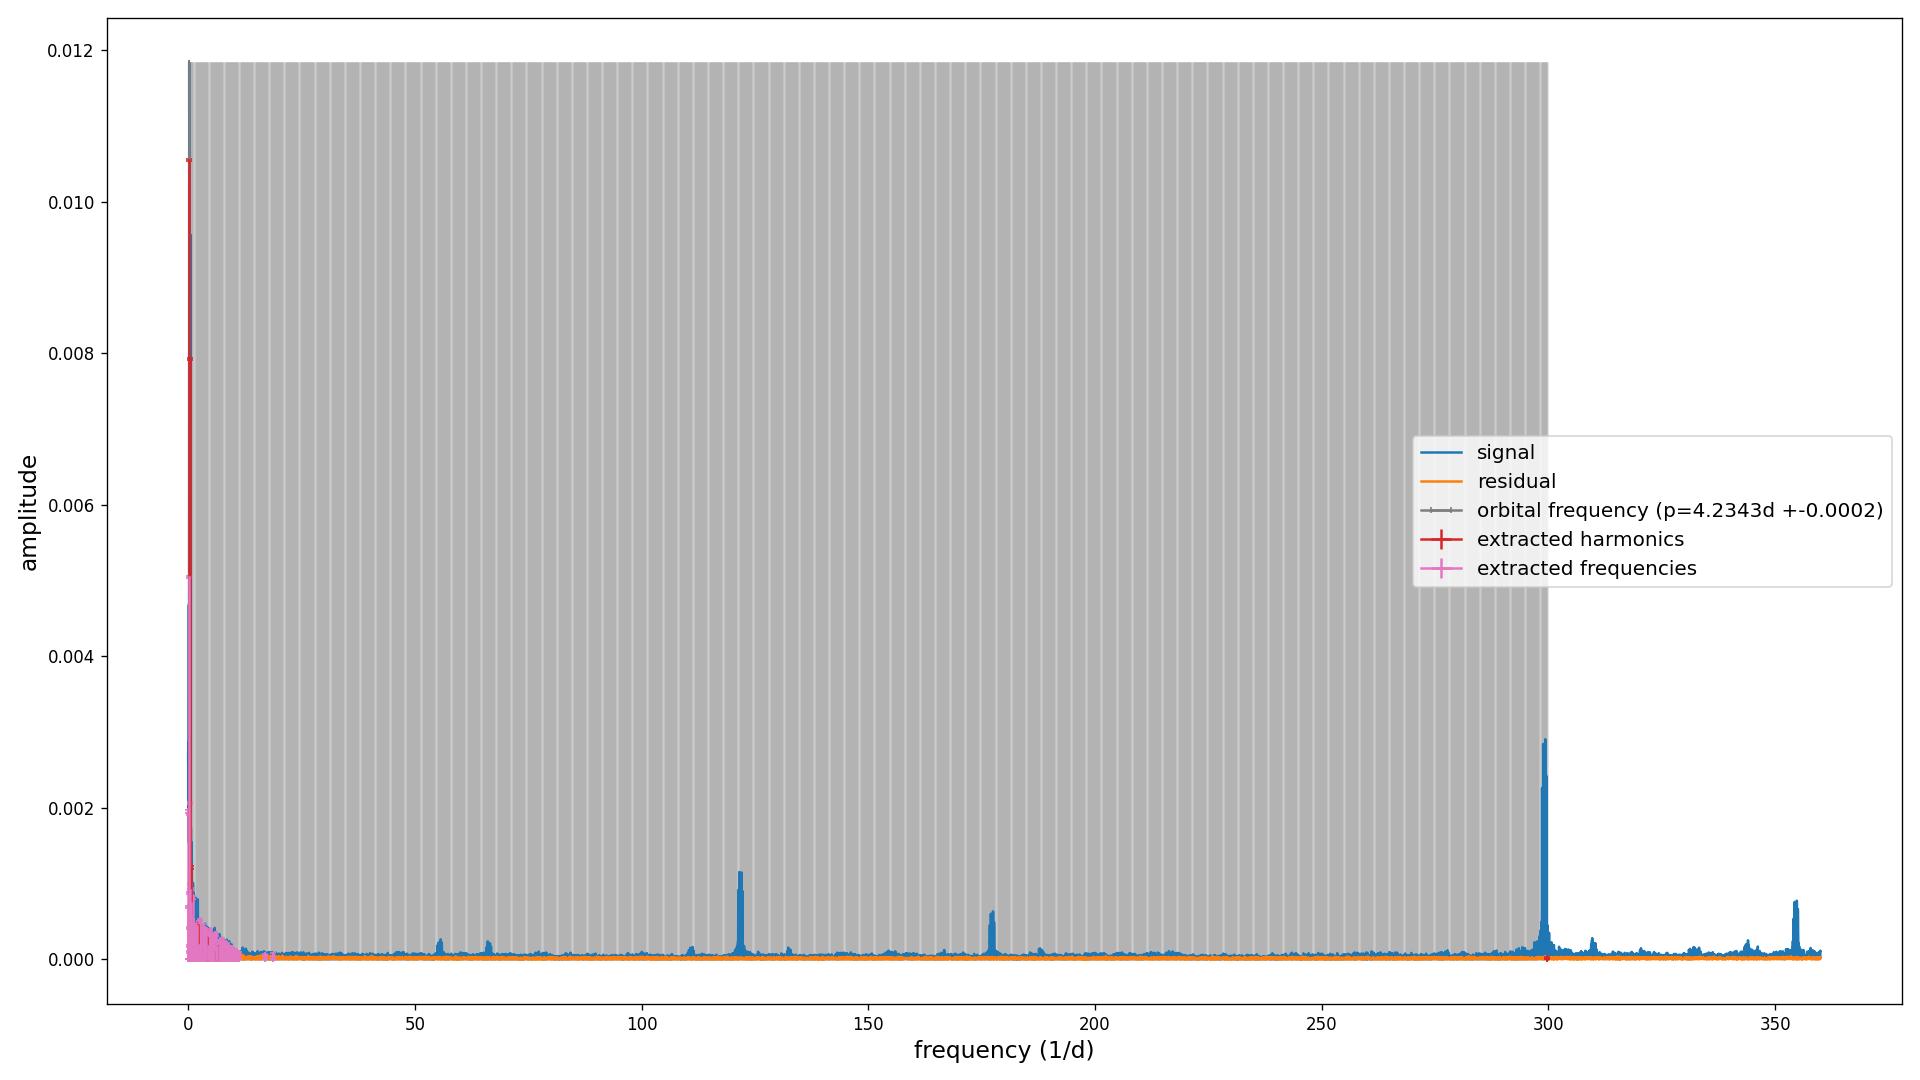 0.012
0.010
0.008
0.006
0.004
0.002
0.000
amplitude
signal
residual
orbital frequency (p=4.2343d +-0.0002)
extracted harmonics
extracted frequencies
0 50 100 150 200 250 300 350
frequency (1/d)